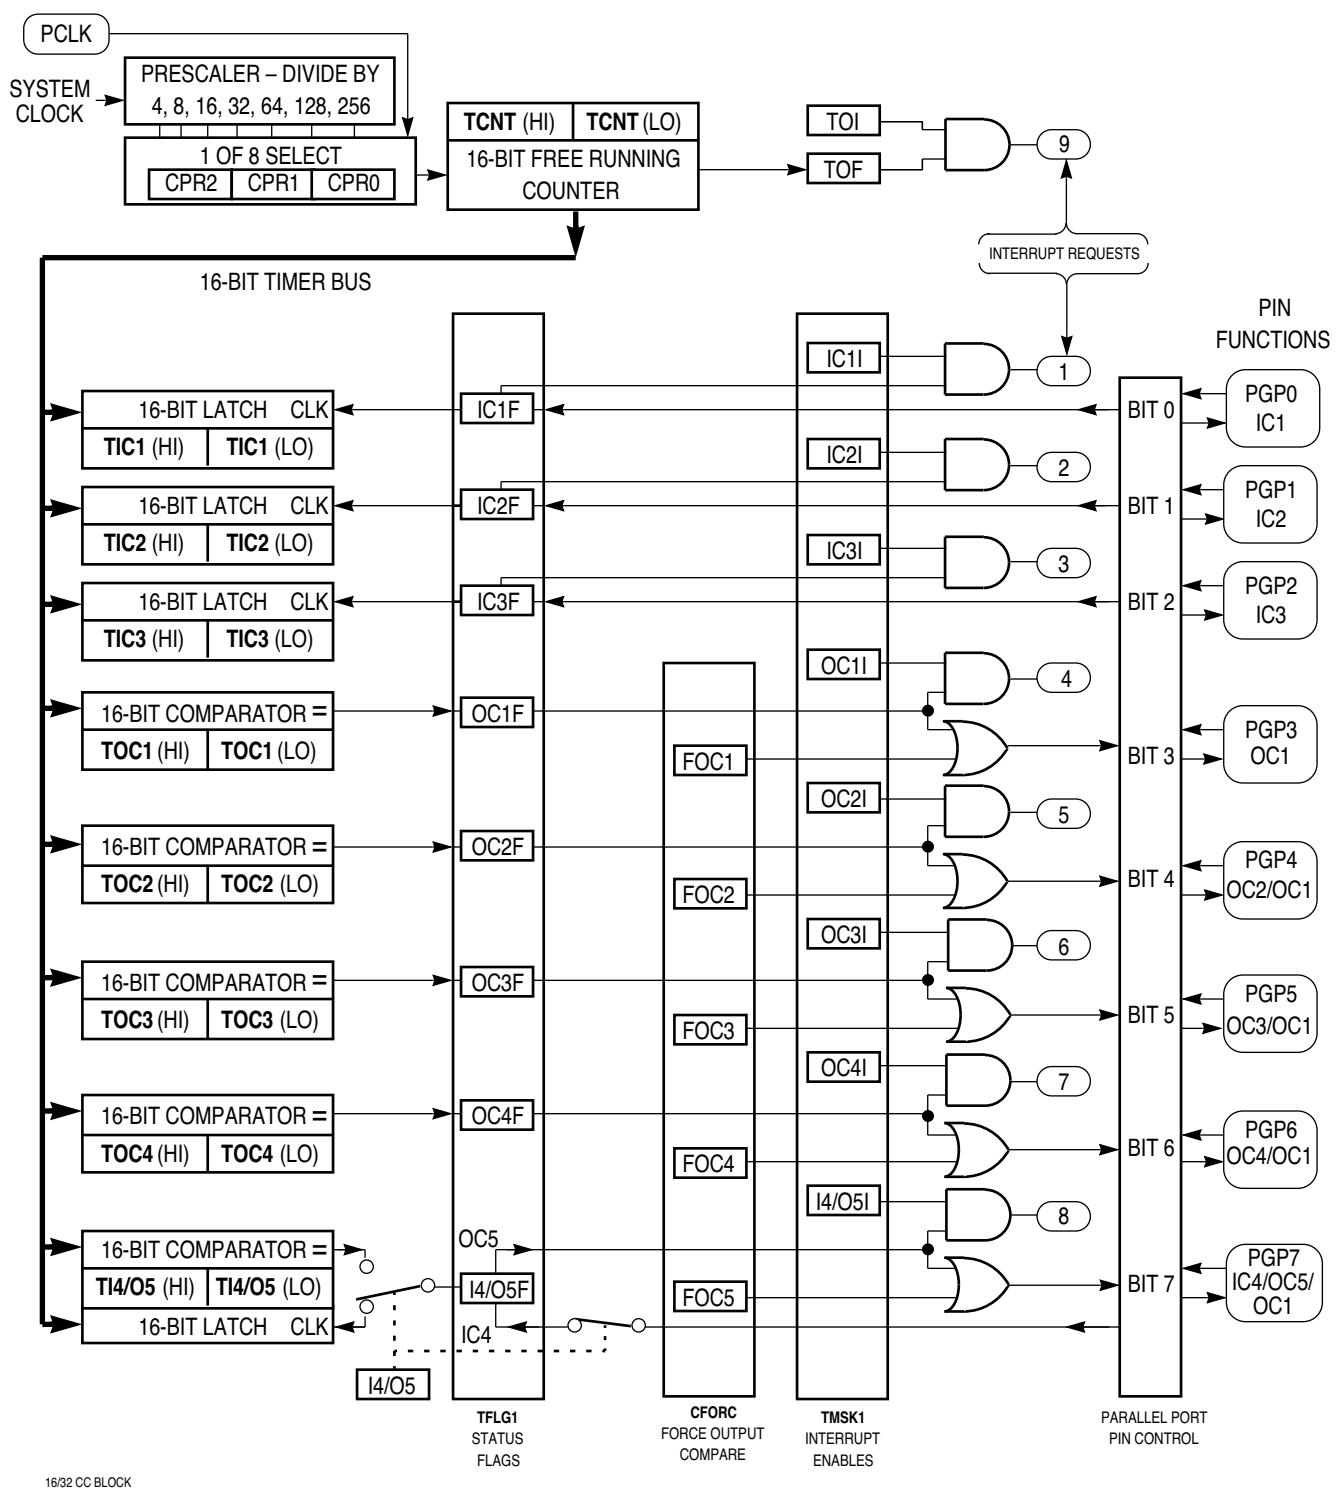 PCLK
SYSTEM
CLOCK
PRESCALER – DIVIDE BY
4, 8, 16, 32, 64, 128, 256
1 OF 8 SELECT
CPR2 CPR1 CPR0
TCNT (HI) TCNT (LO)
16-BIT FREE RUNNING
COUNTER
TOI
TOF
9
INTERRUPT REQUESTS
16-BIT TIMER BUS
PIN
FUNCTIONS
IC1I
1
16-BIT LATCH CLK
TIC1 (HI) TIC1 (LO)
IC1F
BIT 0
PGP0
IC1
IC2I
2
16-BIT LATCH CLK
TIC2 (HI) TIC2 (LO)
IC2F
BIT 1
PGP1
IC2
IC3I
3
16-BIT LATCH CLK
TIC3 (HI) TIC3 (LO)
IC3F
BIT 2
PGP2
IC3
OC1I
4
16-BIT COMPARATOR =
TOC1 (HI) TOC1 (LO)
OC1F
FOC1
BIT 3
PGP3
OC1
OC2I
5
16-BIT COMPARATOR =
TOC2 (HI) TOC2 (LO)
OC2F
FOC2
BIT 4
PGP4
OC2/OC1
OC3I
6
16-BIT COMPARATOR =
TOC3 (HI) TOC3 (LO)
OC3F
FOC3
BIT 5
PGP5
OC3/OC1
OC4I
7
16-BIT COMPARATOR =
TOC4 (HI) TOC4 (LO)
OC4F
FOC4
BIT 6
PGP6
OC4/OC1
I4/O5I
8
16-BIT COMPARATOR =
TI4/O5 (HI) TI4/O5 (LO)
16-BIT LATCH CLK
OC5
I4/O5F
IC4
FOC5
BIT 7
PGP7
IC4/OC5/
OC1
I4/O5
TFLG1
STATUS
FLAGS
CFORC
FORCE OUTPUT
COMPARE
TMSK1
INTERRUPT
ENABLES
PARALLEL PORT
PIN CONTROL
16/32 CC BLOCK